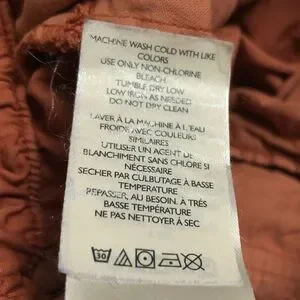 MACHINE WASH COLD WITH LIKE
COLORS
USE ONLY NON-CHLORINE
BLEACH
TUMBLE DRY LOW
LOW IRON AS NEEDED
DO NOT DRY CLEAN
LAVER À LA MACHINE À L'EAU
FROIDE AVEC COULEURS
SIMILAIRES
UTILISER UN AGENT DE
BLANCHIMENT SANS CHLORE SI
NÉCESSAIRE
SECHER PAR CULBUTAGE À BASSE
TEMPERATURE
REPASSER, AU BESOIN, À TRÈS
BASSE TEMPÉRATURE
NE PAS NETTOYER À SEC
30